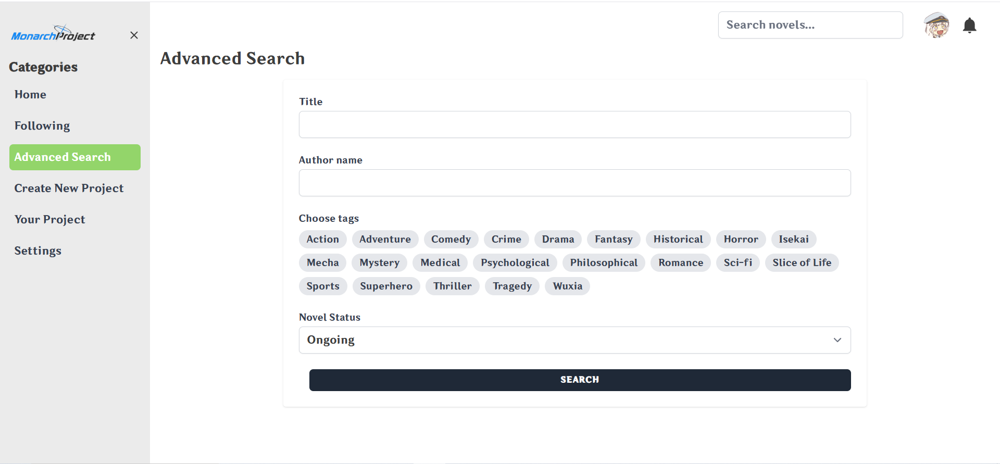 MonarchProject
Search novels...
Categories
Home
Following
Advanced Search
Create New Project
Your Project
Settings
Advanced Search
Title
Author name
Choose tags
Action Adventure Comedy Crime Drama Fantasy Historical Horror Isekai
Mecha Mystery Medical Psychological Philosophical Romance Sci-fi Slice of Life
Sports Superhero Thriller Tragedy Wuxia
Novel Status
Ongoing
SEARCH